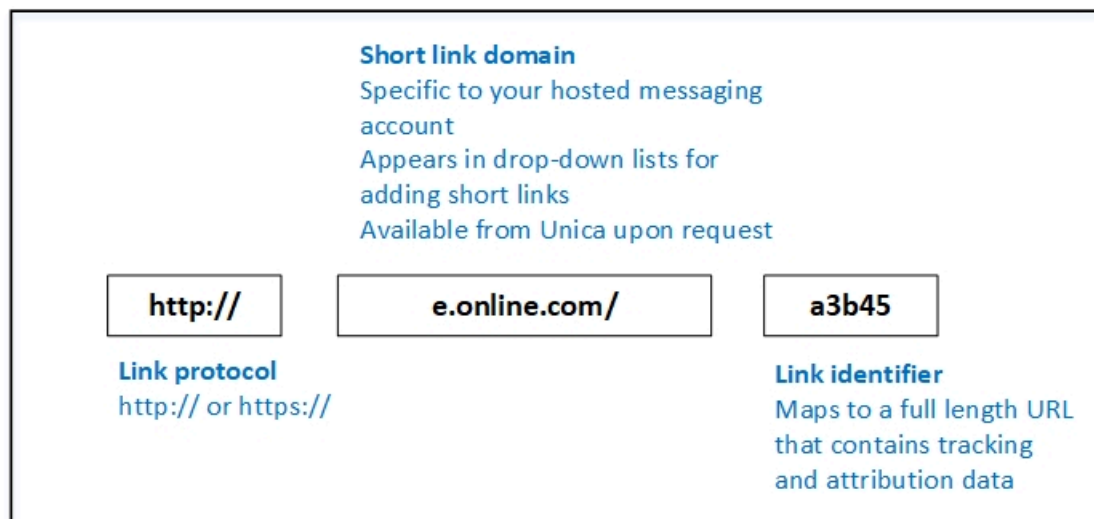 Short link domain
Specific to your hosted messaging
account
Appears in drop-down lists for
adding short links
Available from Unica upon request
http://
e.online.com/
a3b45
Link protocol
http:// or https://
Link identifier
Maps to a full length URL
that contains tracking
and attribution data